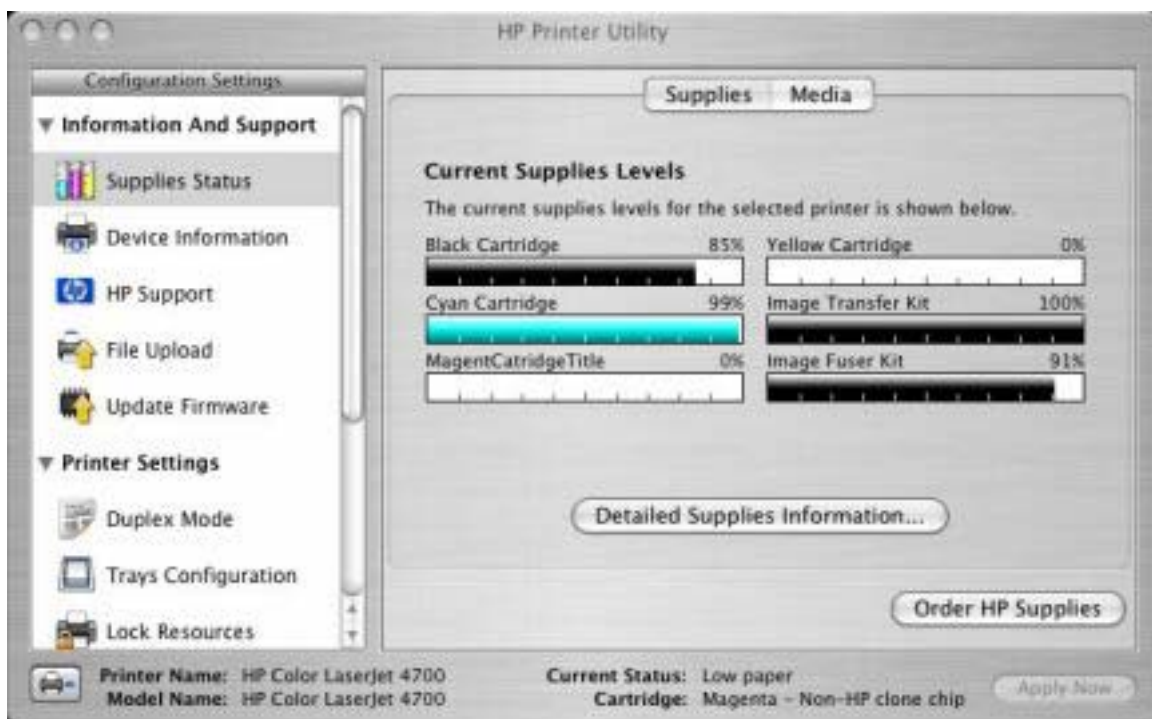 HP Printer Utility
Configuration Settings
Information And Support
Supplies Status
Device Information
HP Support
File Upload
Update Firmware
Printer Settings
Duplex Mode
Trays Configuration
Lock Resources
Supplies Media
Current Supplies Levels
The current supplies levels for the selected printer is shown below.
Black Cartridge 85% Yellow Cartridge 0%
Cyan Cartridge 99% Image Transfer Kit 100%
MagentCatridgeTitle 0% Image Fuser Kit 91%
Detailed Supplies Information...
Order HP Supplies
Printer Name: HP Color LaserJet 4700 Current Status: Low paper
Model Name: HP Color LaserJet 4700 Cartridge: Magenta - Non-HP clone chip
Apply Now